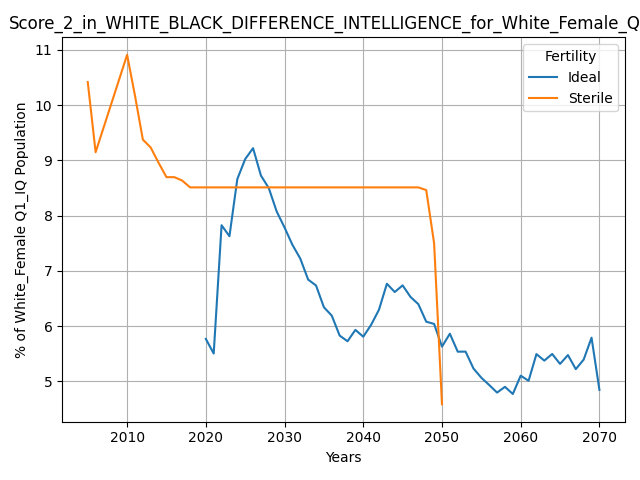 Score_2_in_WHITE_BLACK_DIFFERENCE_INTELLIGENCE_for_White_Female_Q
Fertility
Ideal
Sterile
% of White_Female Q1_IQ Population
11
10
9
8
7
6
5
2010 2020 2030 2040 2050 2060 2070
Years